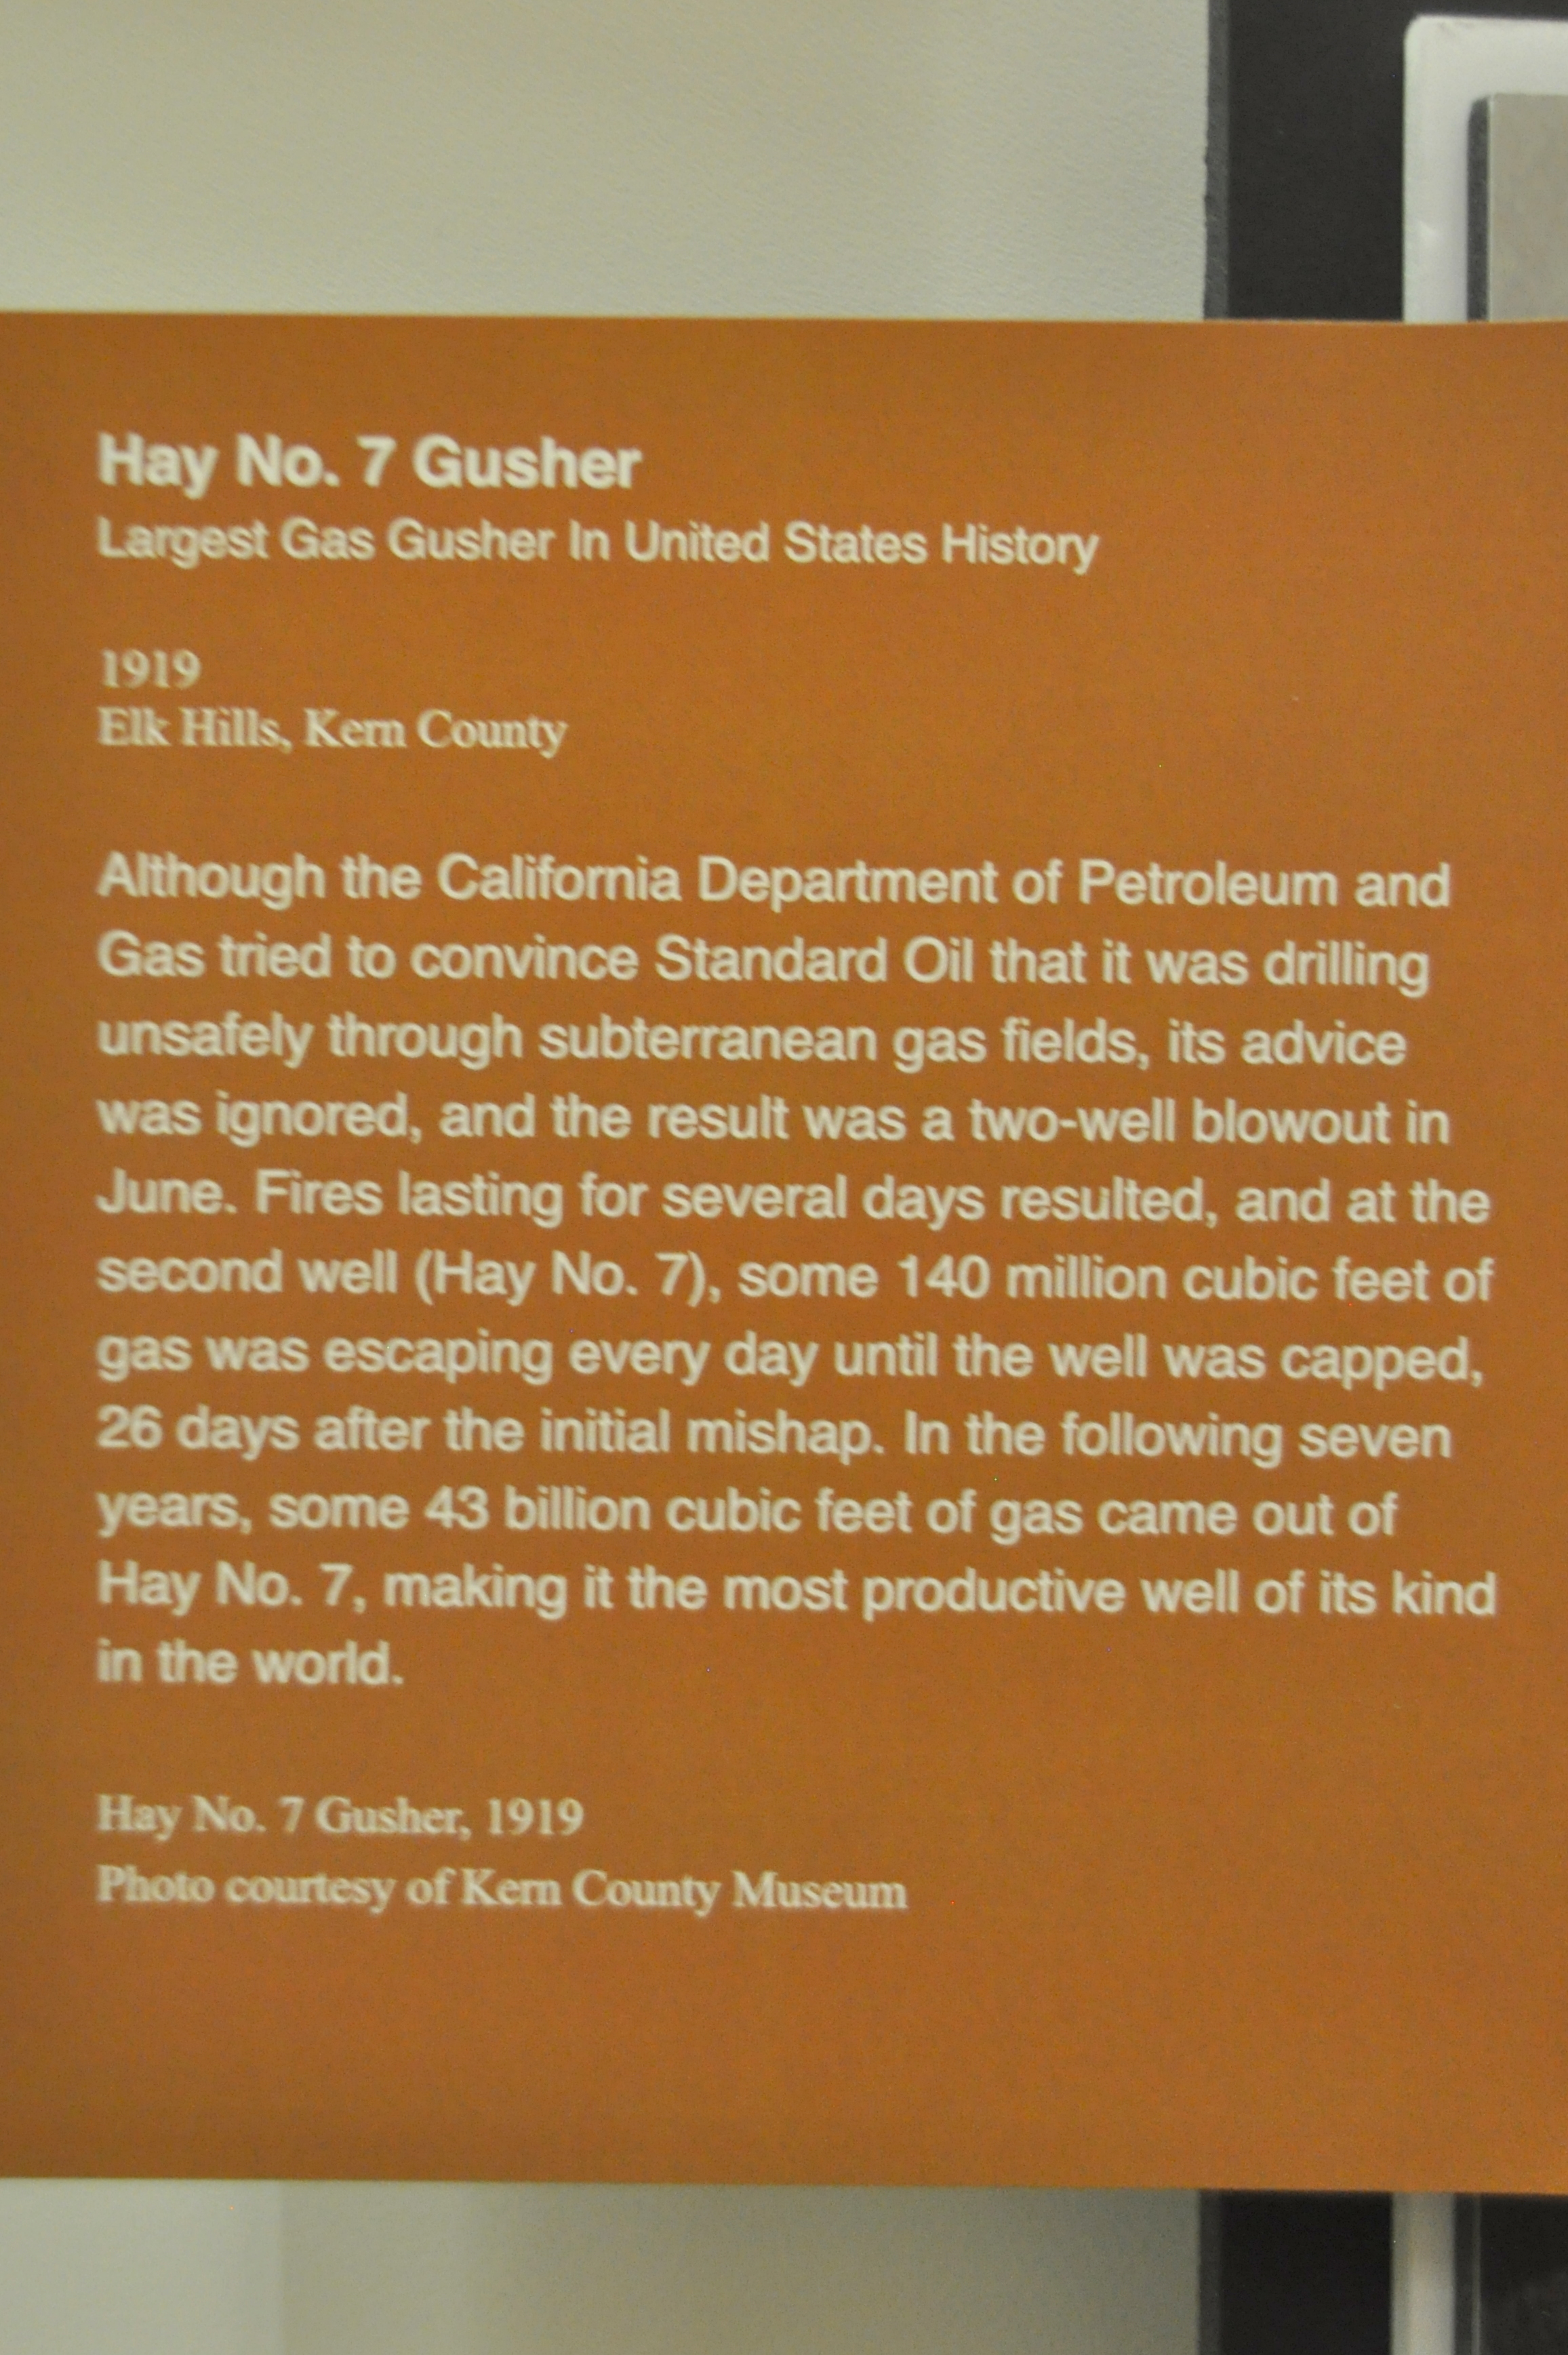 Hay No. 7 Gusher
Largest Gas Gusher In United States History
1919
Elk Hills, Kern County
Although the California Department of Petroleum and
Gas tried to convince Standard Oil that it was drilling
unsafely through subterranean gas fields, its advice
was ignored, and the result was a two-well blowout in
June. Fires lasting for several days resulted, and at the
second well (Hay No. 7), some 140 million cubic feet of
gas was escaping every day until the well was capped,
26 days after the initial mishap. In the following seven
years, some 43 billion cubic feet of gas came out of
Hay No. 7, making it the most productive well of its kind
in the world.
Hay No. 7 Gusher, 1919
Photo courtesy of Kern County Museum